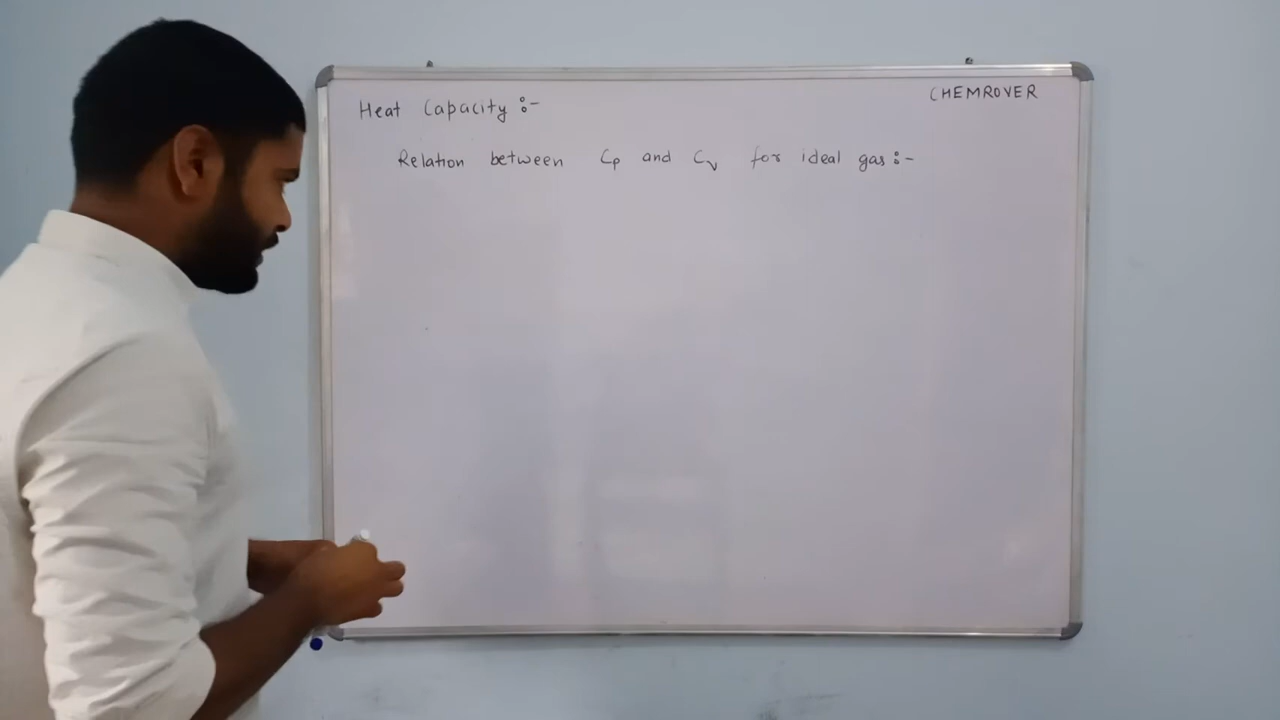 CHEMROVER
Heat Capacity :-
Relation between Cp and Cv for ideal gas :-